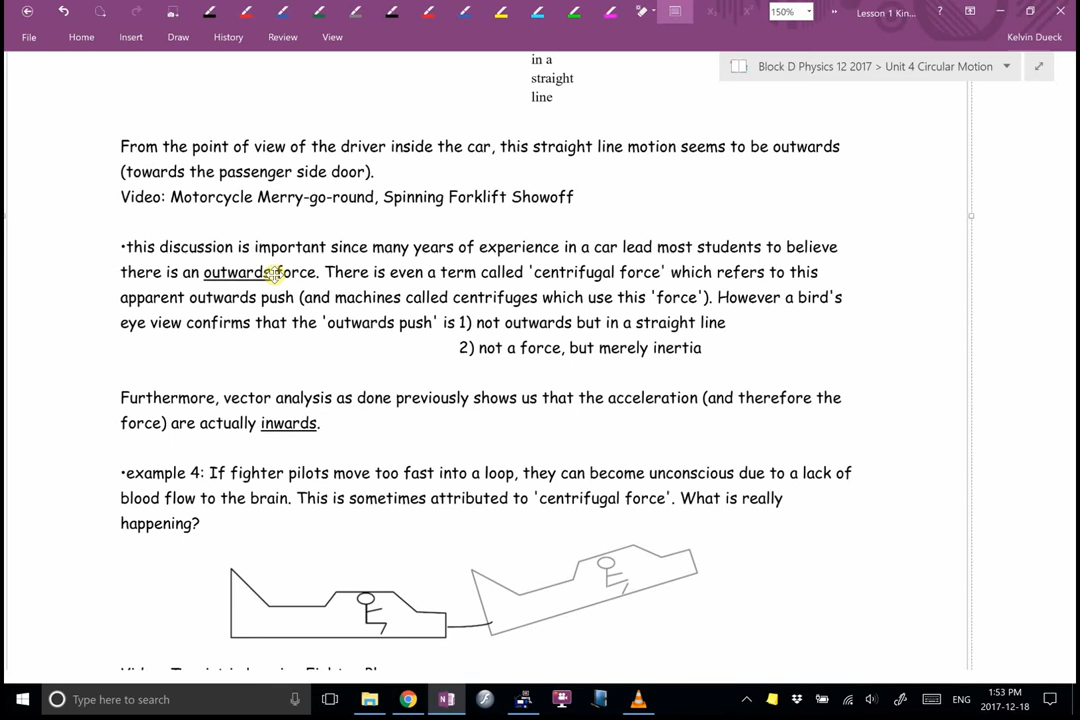 150%
Lesson 1 Kin...
File Home Insert Draw History Review View
Kelvin Dueck
Block D Physics 12 2017 > Unit 4 Circular Motion
in a
straight
line
From the point of view of the driver inside the car, this straight line motion seems to be outwards
(towards the passenger side door).
Video: Motorcycle Merry-go-round, Spinning Forklift Showoff
•this discussion is important since many years of experience in a car lead most students to believe
there is an outwards force. There is even a term called 'centrifugal force' which refers to this
apparent outwards push (and machines called centrifuges which use this 'force'). However a bird's
eye view confirms that the 'outwards push' is 1) not outwards but in a straight line
2) not a force, but merely inertia
Furthermore, vector analysis as done previously shows us that the acceleration (and therefore the
force) are actually inwards.
•example 4: If fighter pilots move too fast into a loop, they can become unconscious due to a lack of
blood flow to the brain. This is sometimes attributed to 'centrifugal force'. What is really
happening?
Type here to search
ENG
1:53 PM
2017-12-18